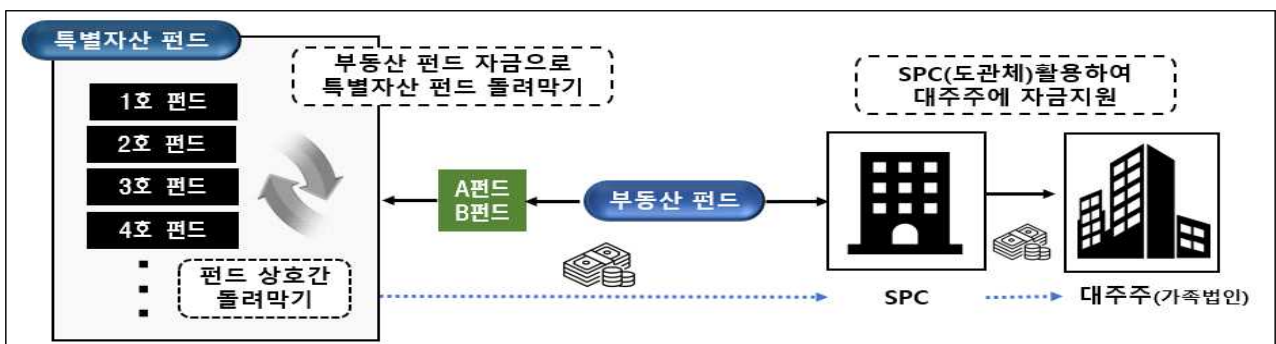 특별자산 펀드
부동산 펀드 자금으로
특별자산 펀드 돌려막기
SPC(도관체)활용하여
대주주에 자금지원
1호 펀드
2호 펀드
3호 펀드
4호 펀드
A펀드
B펀드
부동산 펀드
펀드 상호간
돌려막기
SPC
대주주(가족법인)